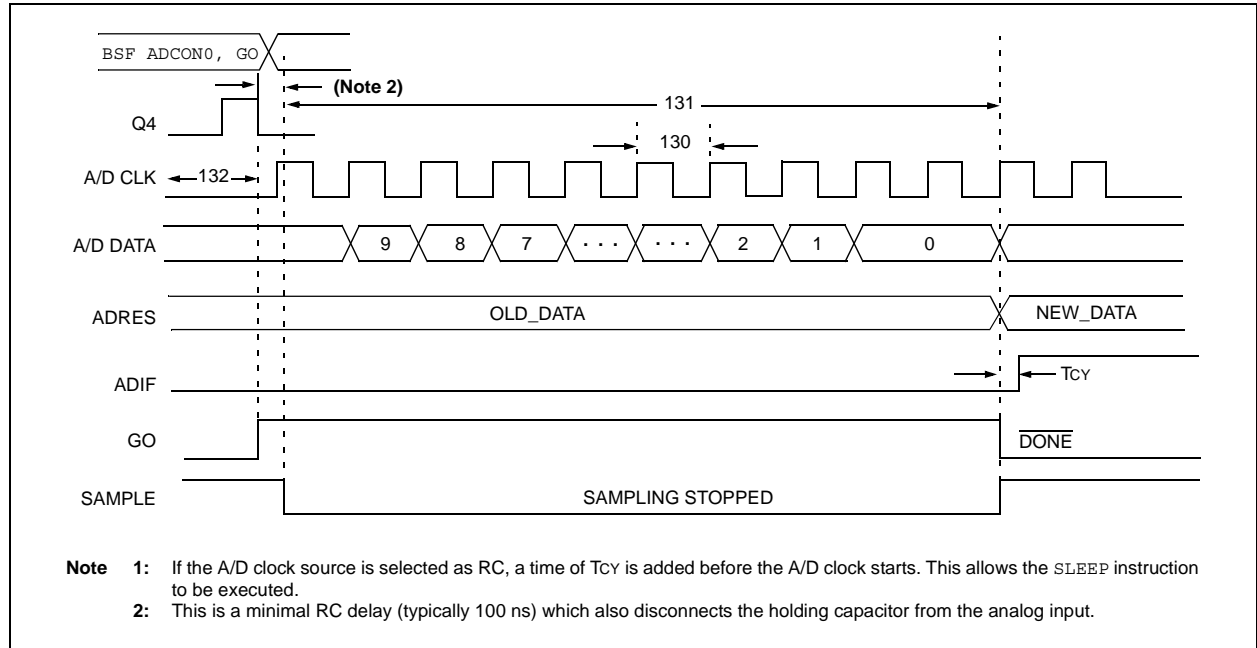 BSF ADCON0, GO
(Note 2)
131
Q4
130
A/D CLK
132
A/D DATA
9 8 7 . . . . . . 2 1 0
ADRES
OLD_DATA
NEW_DATA
ADIF
TCY
GO
DONE
SAMPLE
SAMPLING STOPPED
Note 1: If the A/D clock source is selected as RC, a time of TCY is added before the A/D clock starts. This allows the SLEEP instruction
to be executed.
2: This is a minimal RC delay (typically 100 ns) which also disconnects the holding capacitor from the analog input.